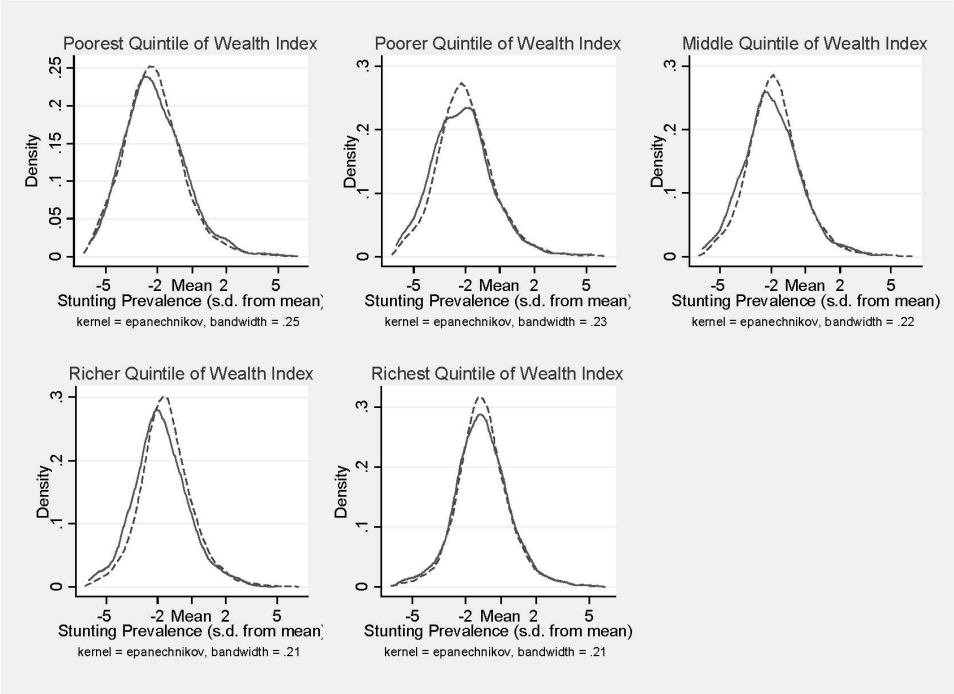 Poorest Quintile of Wealth Index
Density
0 .05 .1 .15 .2 .25
-5 -2 Mean 2 5
Stunting Prevalence (s.d. from mean)
kernel = epanechnikov, bandwidth = .25
Poorer Quintile of Wealth Index
Density
0 .1 .2 .3
-5 -2 Mean 2 5
Stunting Prevalence (s.d. from mean)
kernel = epanechnikov, bandwidth = .23
Middle Quintile of Wealth Index
Density
0 .1 .2 .3
-5 -2 Mean 2 5
Stunting Prevalence (s.d. from mean)
kernel = epanechnikov, bandwidth = .22
Richer Quintile of Wealth Index
Density
0 .1 .2 .3
-5 -2 Mean 2 5
Stunting Prevalence (s.d. from mean)
kernel = epanechnikov, bandwidth = .21
Richest Quintile of Wealth Index
Density
0 .1 .2 .3
-5 -2 Mean 2 5
Stunting Prevalence (s.d. from mean)
kernel = epanechnikov, bandwidth = .21